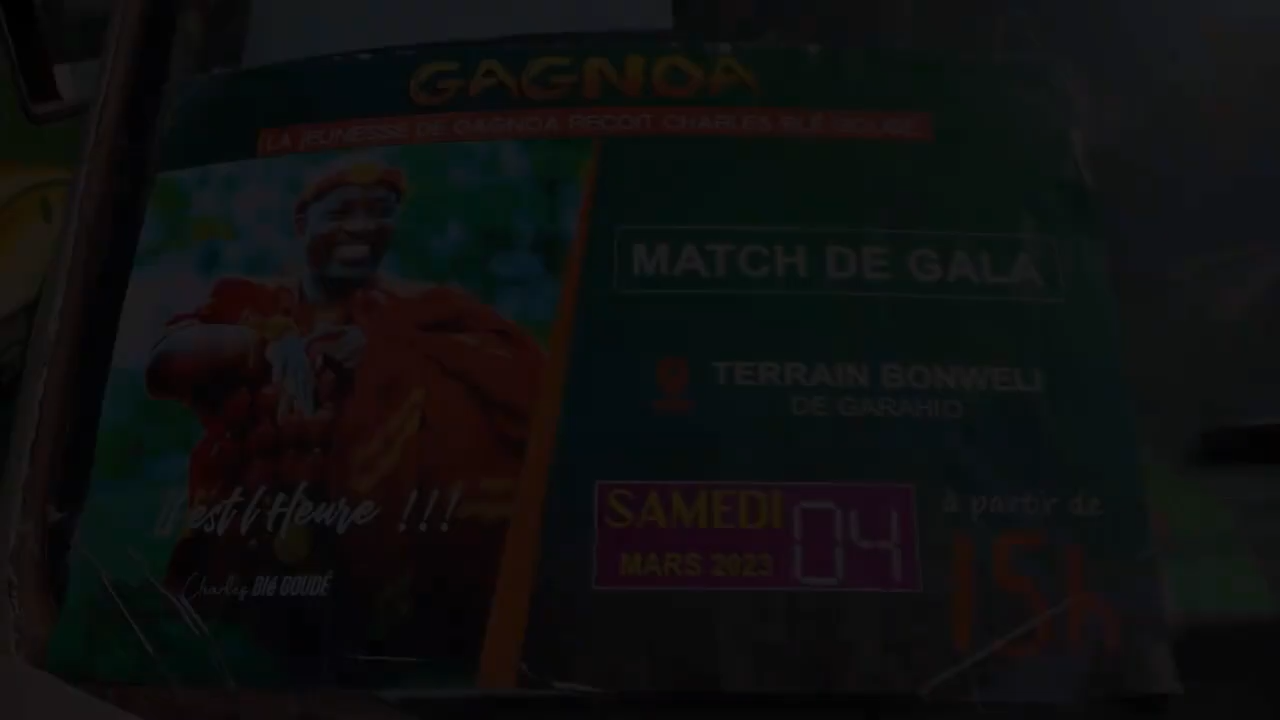 GAGNOA
LA JEUNESSE DE GAGNOA REÇOIT CHARLES BLÉ GOUDÉ
MATCH DE GALA
TERRAIN BONWELI
DE GARAHIO
C'est l'Heure !!!
Charles Blé GOUDÉ
SAMEDI 04
MARS 2023
à partir de
15h